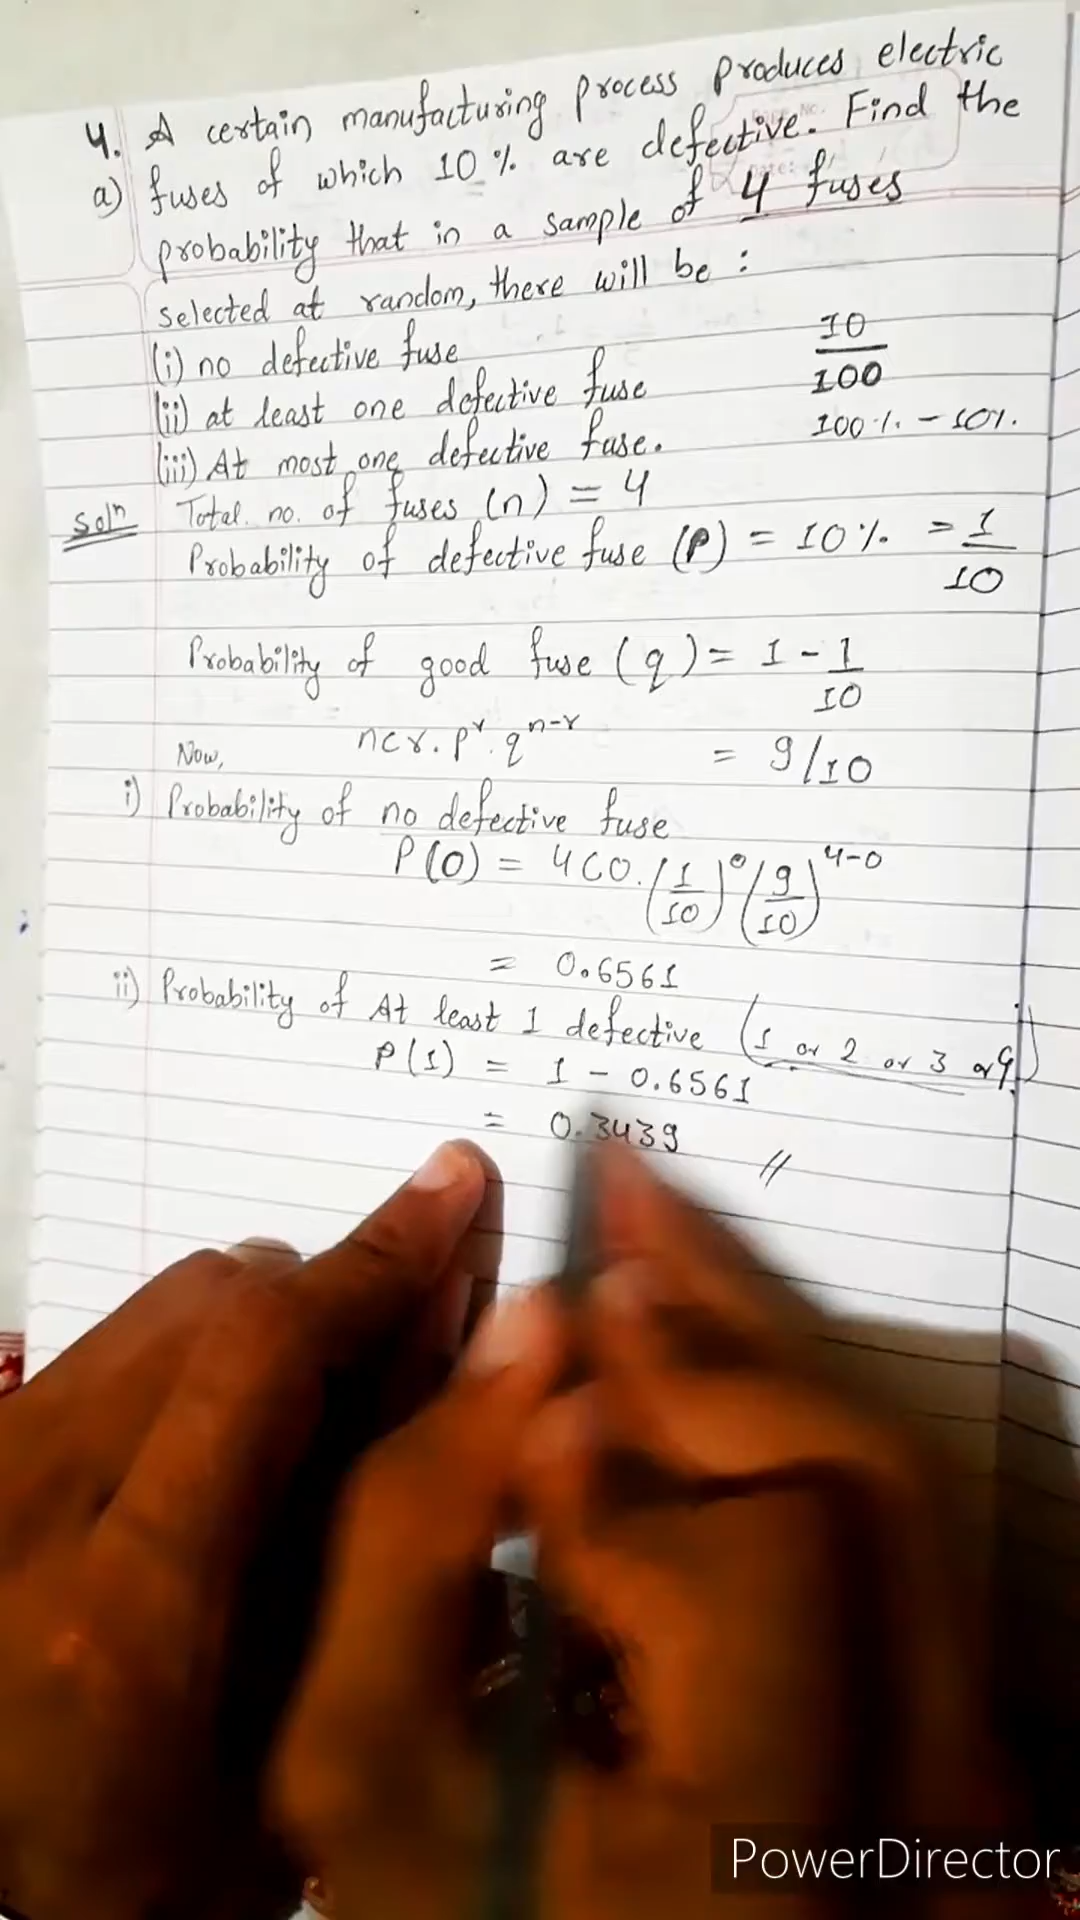 4. A certain manufacturing process produces electric
a) fuses of which 10 % are defective. Find the
probability that in a sample of 4 fuses
selected at random, there will be :
(i) no defective fuse
(ii) at least one defective fuse
(iii) At most one defective fuse.
10
100
100 % - 10%.
Solⁿ Total. no. of fuses (n) = 4
Probability of defective fuse (P) = 10 % = 1/10
Probability of good fuse (q) = 1 - 1/10
= 9/10
Now, ncr. p^r. q^n-r
i) Probability of no defective fuse
P(0) = 4C0. (1/10)^0 (9/10)^4-0
= 0.6561
ii) Probability of At least 1 defective (1 or 2 or 3 or 4)
P(1) = 1 - 0.6561
= 0.3439 //
PowerDirector